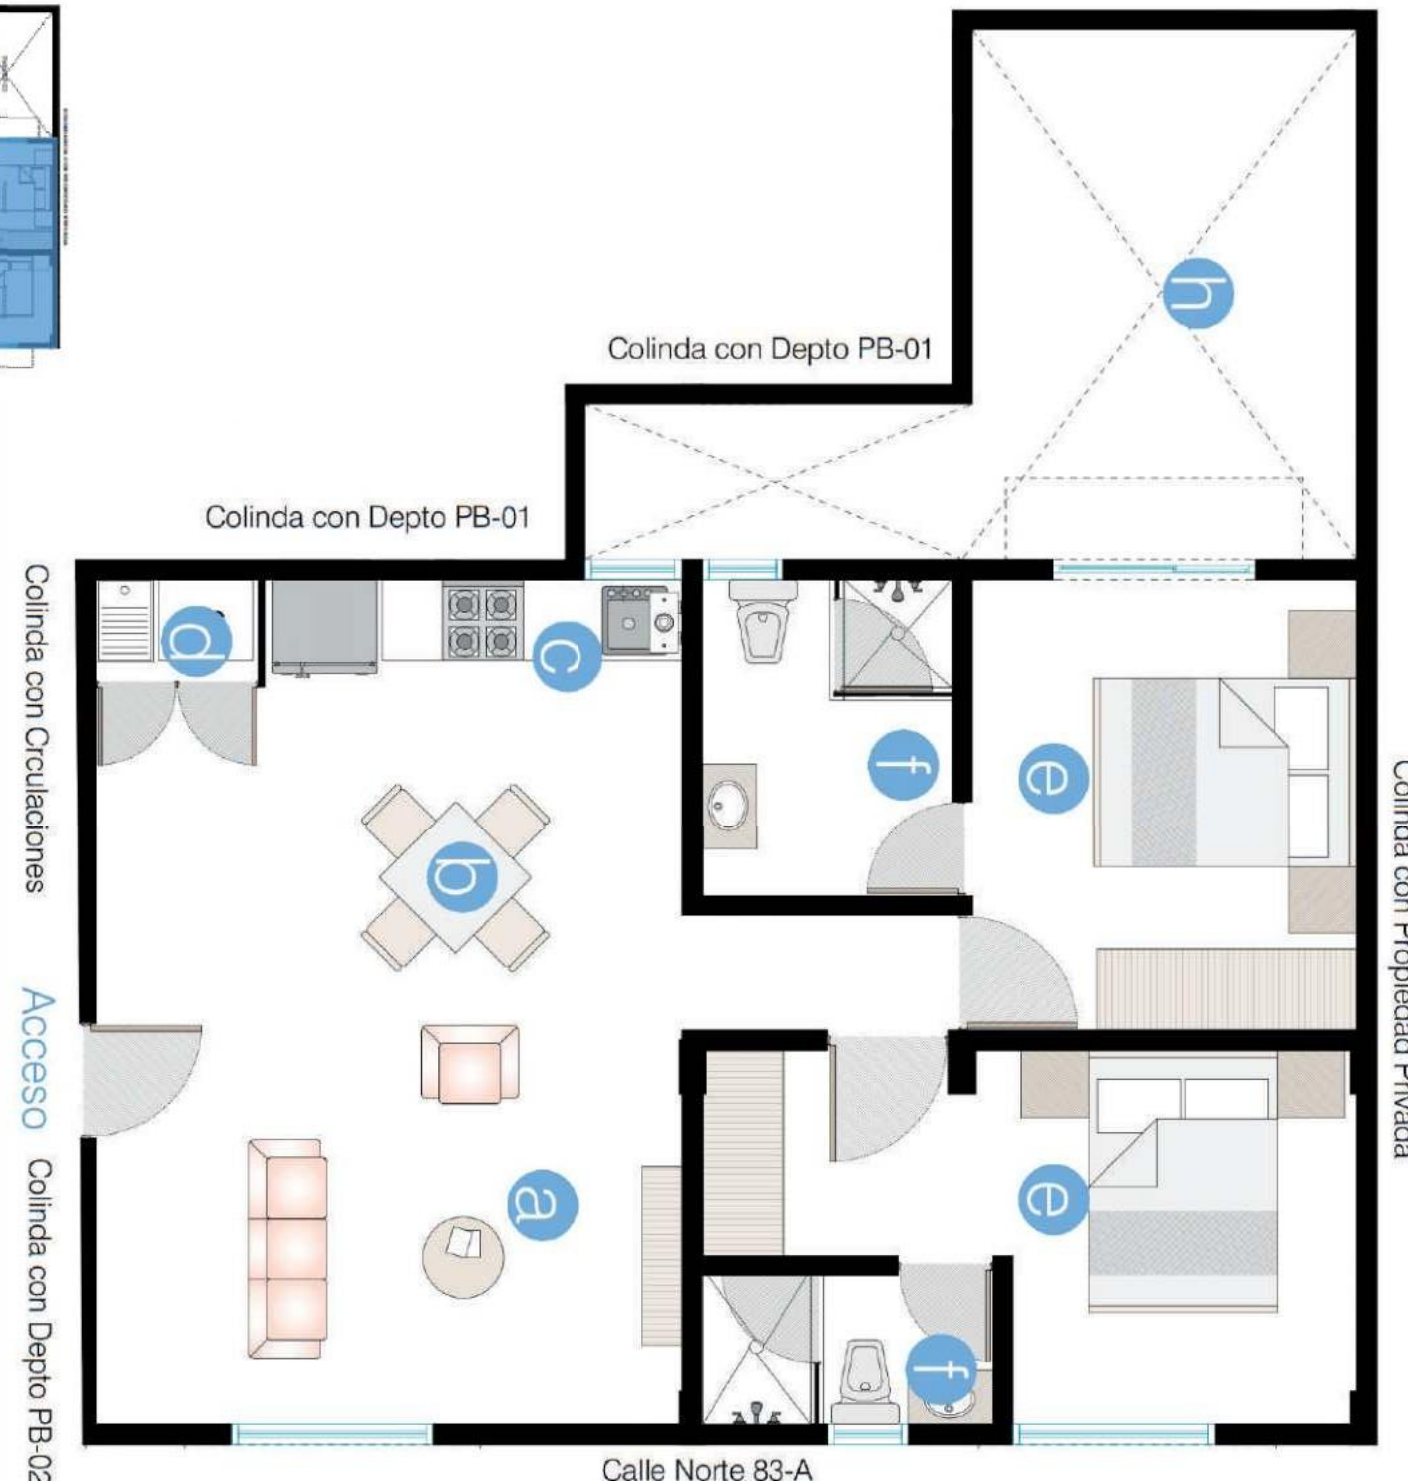 h
Colinda con Depto PB-01
Colinda con Depto PB-01
Colinda con Crculaciones
d
c
f
e
Colinda con Propiedad Privada
b
Acceso
Colinda con Depto PB-02
a
e
f
Calle Norte 83-A